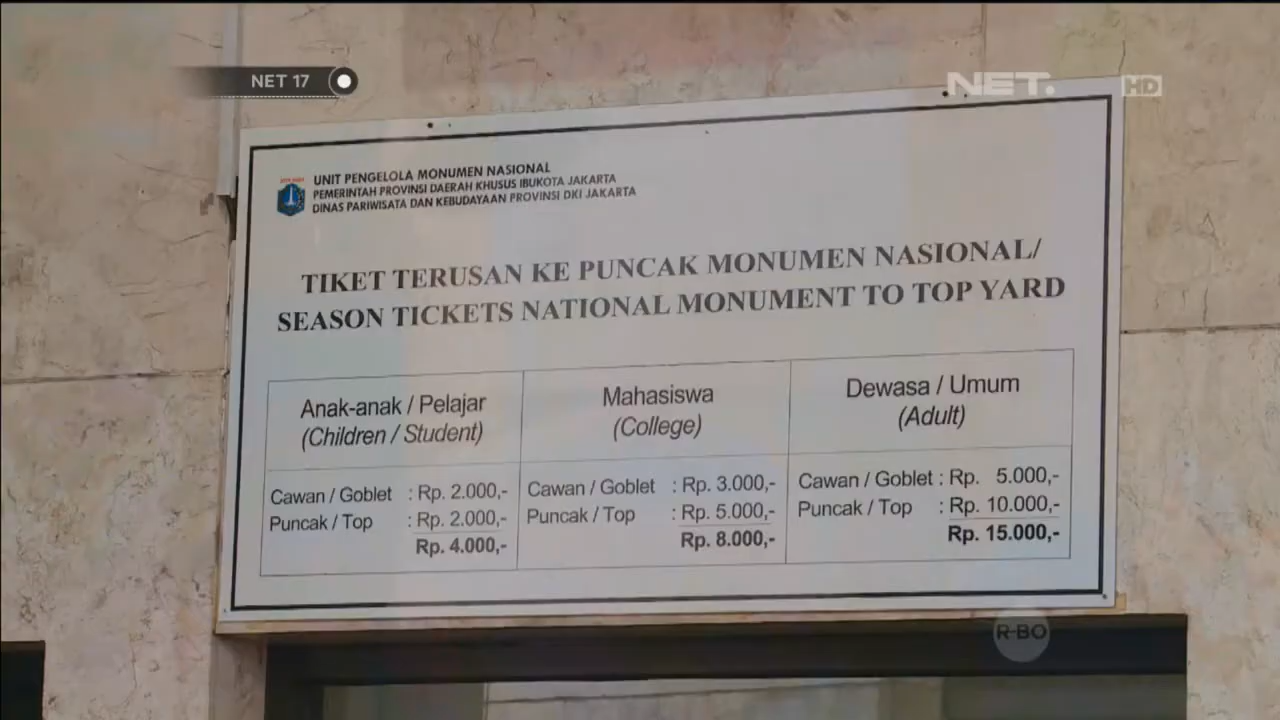 NET 17
NET. HD
UNIT PENGELOLA MONUMEN NASIONAL
PEMERINTAH PROVINSI DAERAH KHUSUS IBUKOTA JAKARTA
DINAS PARIWISATA DAN KEBUDAYAAN PROVINSI DKI JAKARTA
TIKET TERUSAN KE PUNCAK MONUMEN NASIONAL/
SEASON TICKETS NATIONAL MONUMENT TO TOP YARD
Anak-anak / Pelajar
(Children / Student)
Cawan / Goblet : Rp. 2.000,-
Puncak / Top : Rp. 2.000,-
Rp. 4.000,-
Mahasiswa
(College)
Cawan / Goblet : Rp. 3.000,-
Puncak / Top : Rp. 5.000,-
Rp. 8.000,-
Dewasa / Umum
(Adult)
Cawan / Goblet : Rp. 5.000,-
Puncak / Top : Rp. 10.000,-
Rp. 15.000,-
R-BO